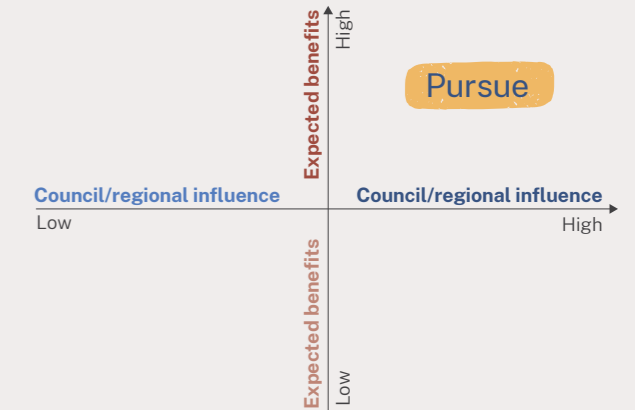 Expected benefits
High
Pursue
Council/regional influence
Low
Council/regional influence
High
Expected benefits
Low